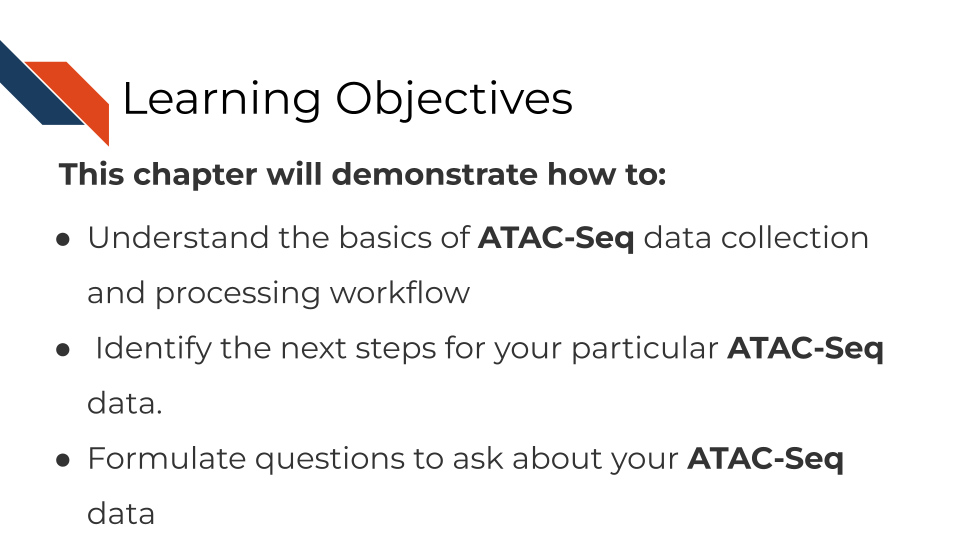 Learning Objectives
This chapter will demonstrate how to:
● Understand the basics of ATAC-Seq data collection
and processing workflow
● Identify the next steps for your particular ATAC-Seq
data.
● Formulate questions to ask about your ATAC-Seq
data